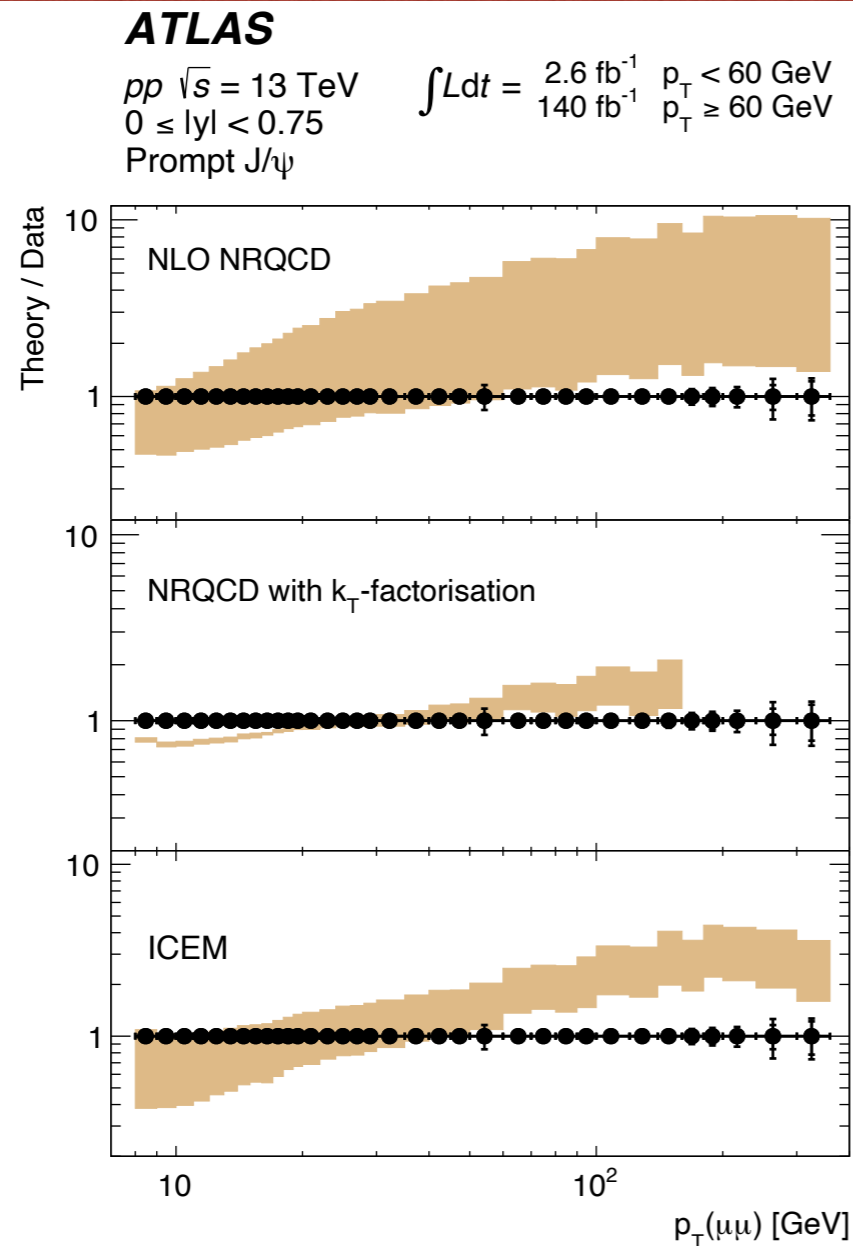 ATLAS
pp √s = 13 TeV
0 ≤ |y| < 0.75
Prompt J/ψ
∫Ldt = 2.6 fb⁻¹ p_T < 60 GeV
140 fb⁻¹ p_T ≥ 60 GeV
Theory / Data
10
NLO NRQCD
1
10
NRQCD with k_T-factorisation
1
10
ICEM
1
10 10²
p_T(μμ) [GeV]